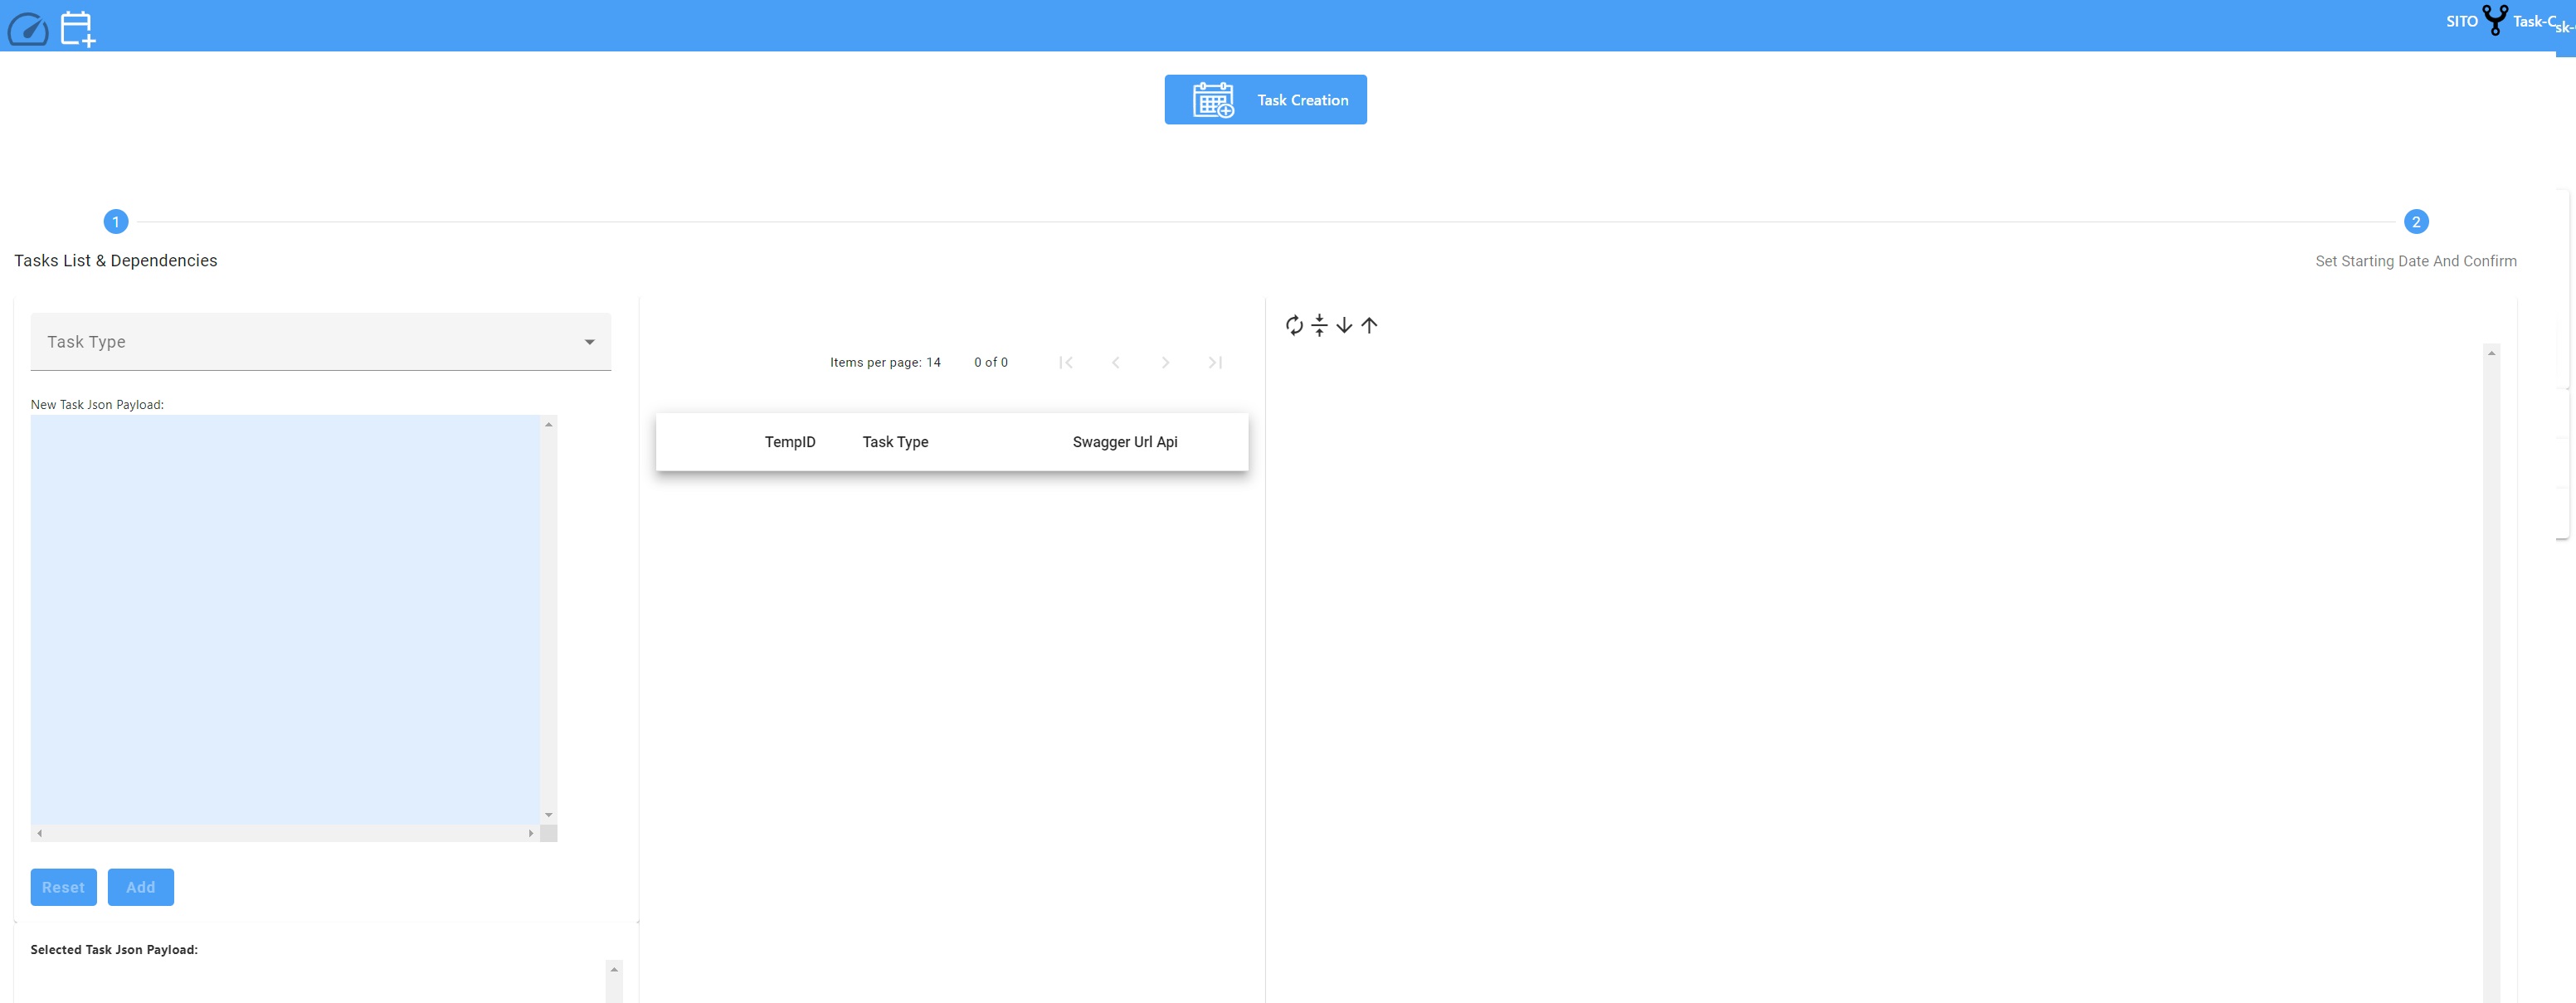 SITO Task-C
sk-
Task Creation
1
2
Tasks List & Dependencies
Set Starting Date And Confirm
Task Type
New Task Json Payload:
Reset Add
Selected Task Json Payload:
Items per page: 14 0 of 0
TempID Task Type Swagger Url Api